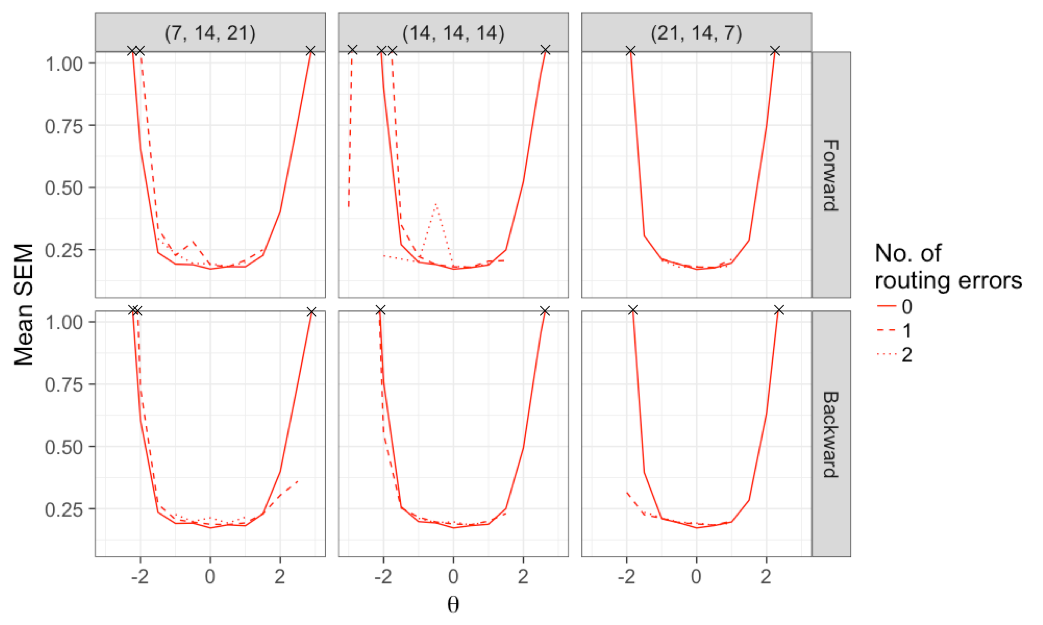 (7, 14, 21)
(14, 14, 14)
(21, 14, 7)
1.00
0.75
0.50
0.25
Forward
1.00
0.75
0.50
0.25
Backward
Mean SEM
-2 0 2
-2 0 2
-2 0 2
θ
No. of
routing errors
0
1
2